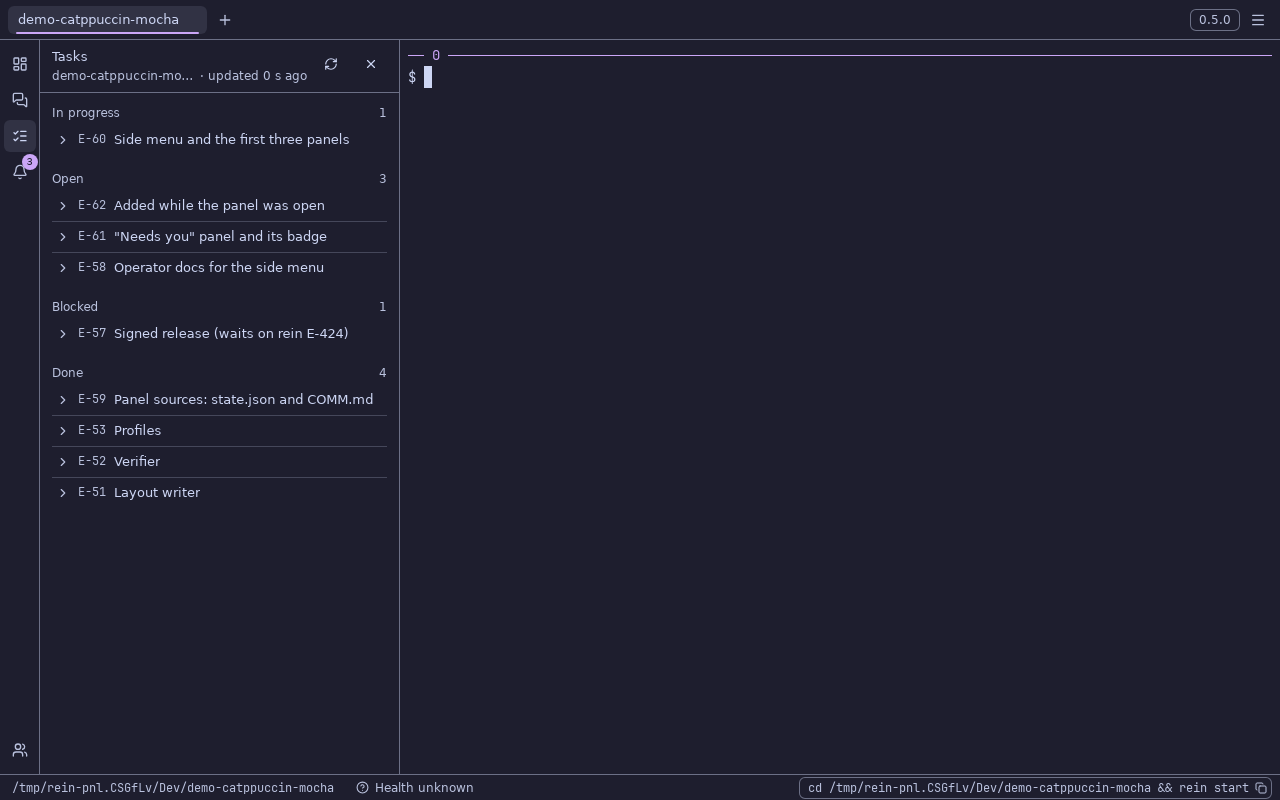 demo-catppuccin-mocha
0.5.0
Tasks
demo-catppuccin-mo... · updated 0 s ago
3
In progress 1
E-60 Side menu and the first three panels
Open 3
E-62 Added while the panel was open
E-61 "Needs you" panel and its badge
E-58 Operator docs for the side menu
Blocked 1
E-57 Signed release (waits on rein E-424)
Done 4
E-59 Panel sources: state.json and COMM.md
E-53 Profiles
E-52 Verifier
E-51 Layout writer
0
$
/tmp/rein-pnl.CSGfLv/Dev/demo-catppuccin-mocha
Health unknown
cd /tmp/rein-pnl.CSGfLv/Dev/demo-catppuccin-mocha && rein start